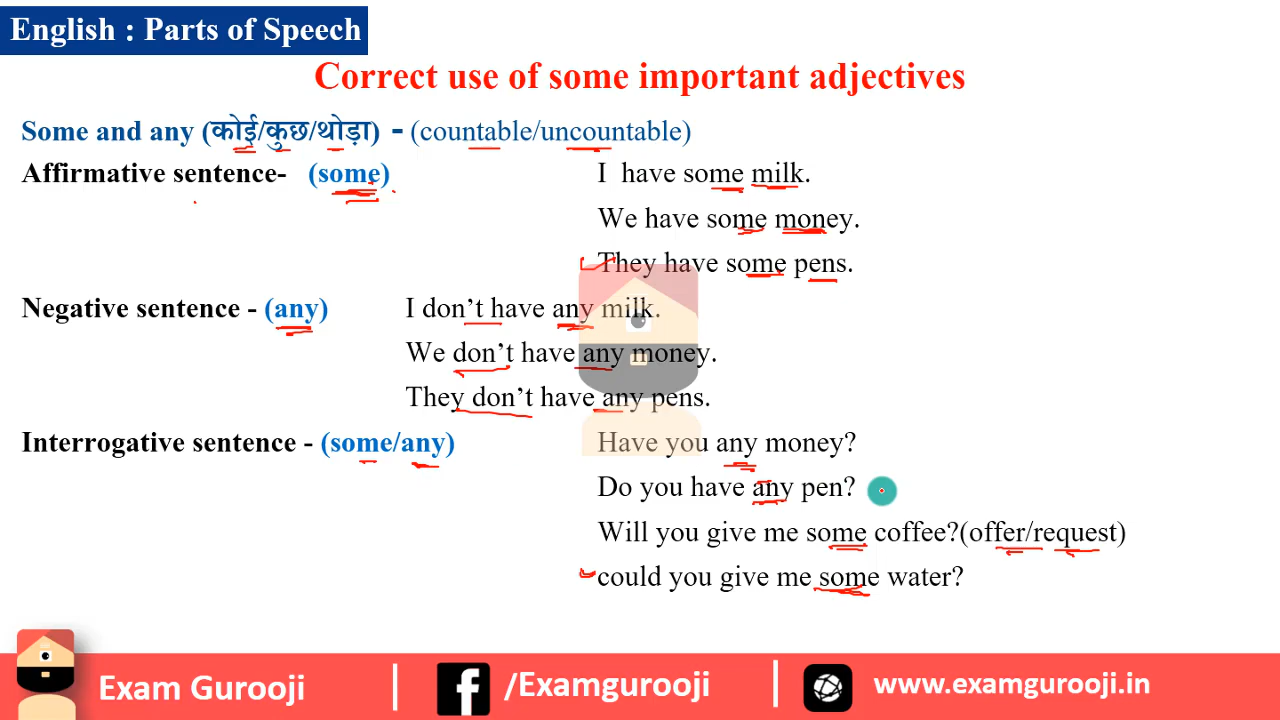 English : Parts of Speech
Correct use of some important adjectives
Some and any (कोई/कुछ/थोड़ा) - (countable/uncountable)
Affirmative sentence- (some) I have some milk.
We have some money.
They have some pens.
Negative sentence - (any) I don't have any milk.
We don't have any money.
They don't have any pens.
Interrogative sentence - (some/any) Have you any money?
Do you have any pen?
Will you give me some coffee?(offer/request)
could you give me some water?
Exam Gurooji | /Examgurooji | www.examgurooji.in